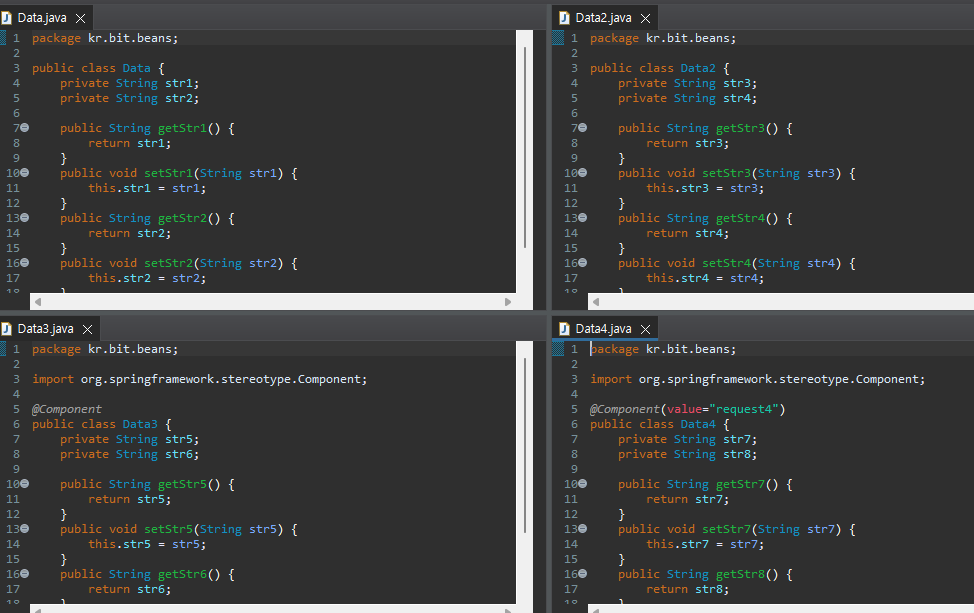 Data.java
1 package kr.bit.beans;
2
3 public class Data {
4 private String str1;
5 private String str2;
6
7 public String getStr1() {
8 return str1;
9 }
10 public void setStr1(String str1) {
11 this.str1 = str1;
12 }
13 public String getStr2() {
14 return str2;
15 }
16 public void setStr2(String str2) {
17 this.str2 = str2;
18 }
Data2.java
1 package kr.bit.beans;
2
3 public class Data2 {
4 private String str3;
5 private String str4;
6
7 public String getStr3() {
8 return str3;
9 }
10 public void setStr3(String str3) {
11 this.str3 = str3;
12 }
13 public String getStr4() {
14 return str4;
15 }
16 public void setStr4(String str4) {
17 this.str4 = str4;
18 }
Data3.java
1 package kr.bit.beans;
2
3 import org.springframework.stereotype.Component;
4
5 @Component
6 public class Data3 {
7 private String str5;
8 private String str6;
9
10 public String getStr5() {
11 return str5;
12 }
13 public void setStr5(String str5) {
14 this.str5 = str5;
15 }
16 public String getStr6() {
17 return str6;
18 }
Data4.java
1 package kr.bit.beans;
2
3 import org.springframework.stereotype.Component;
4
5 @Component(value="request4")
6 public class Data4 {
7 private String str7;
8 private String str8;
9
10 public String getStr7() {
11 return str7;
12 }
13 public void setStr7(String str7) {
14 this.str7 = str7;
15 }
16 public String getStr8() {
17 return str8;
18 }